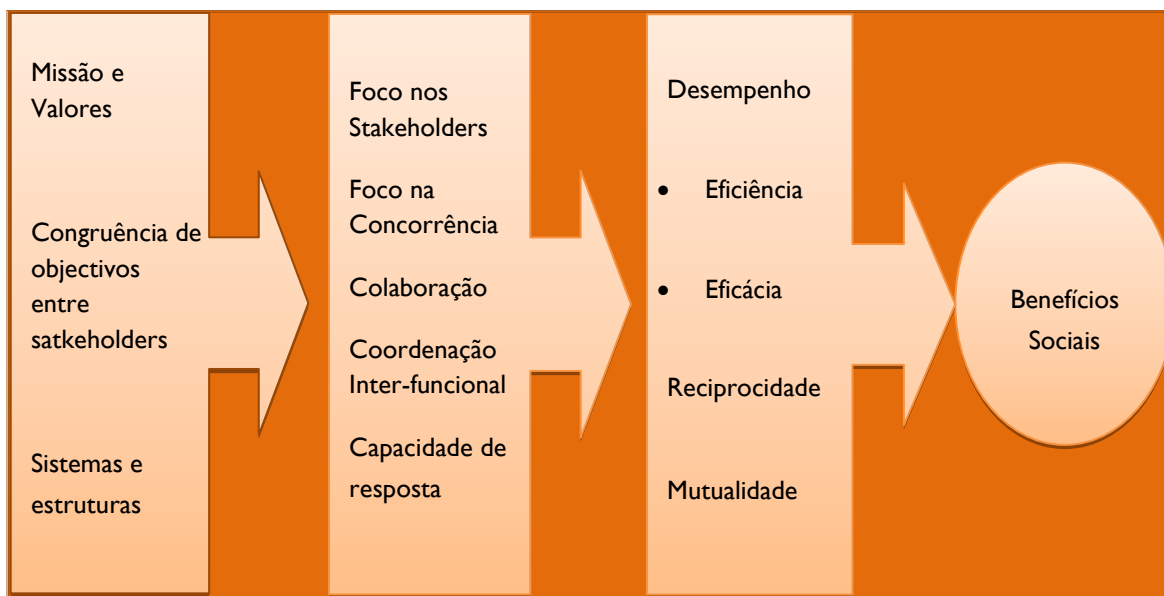 Missão e
Valores
Congruência de
objectivos
entre
satkeholders
Sistemas e
estruturas
Foco nos
Stakeholders
Foco na
Concorrência
Colaboração
Coordenação
Inter-funcional
Capacidade de
resposta
Desempenho
• Eficiência
• Eficácia
Reciprocidade
Mutualidade
Benefícios
Sociais